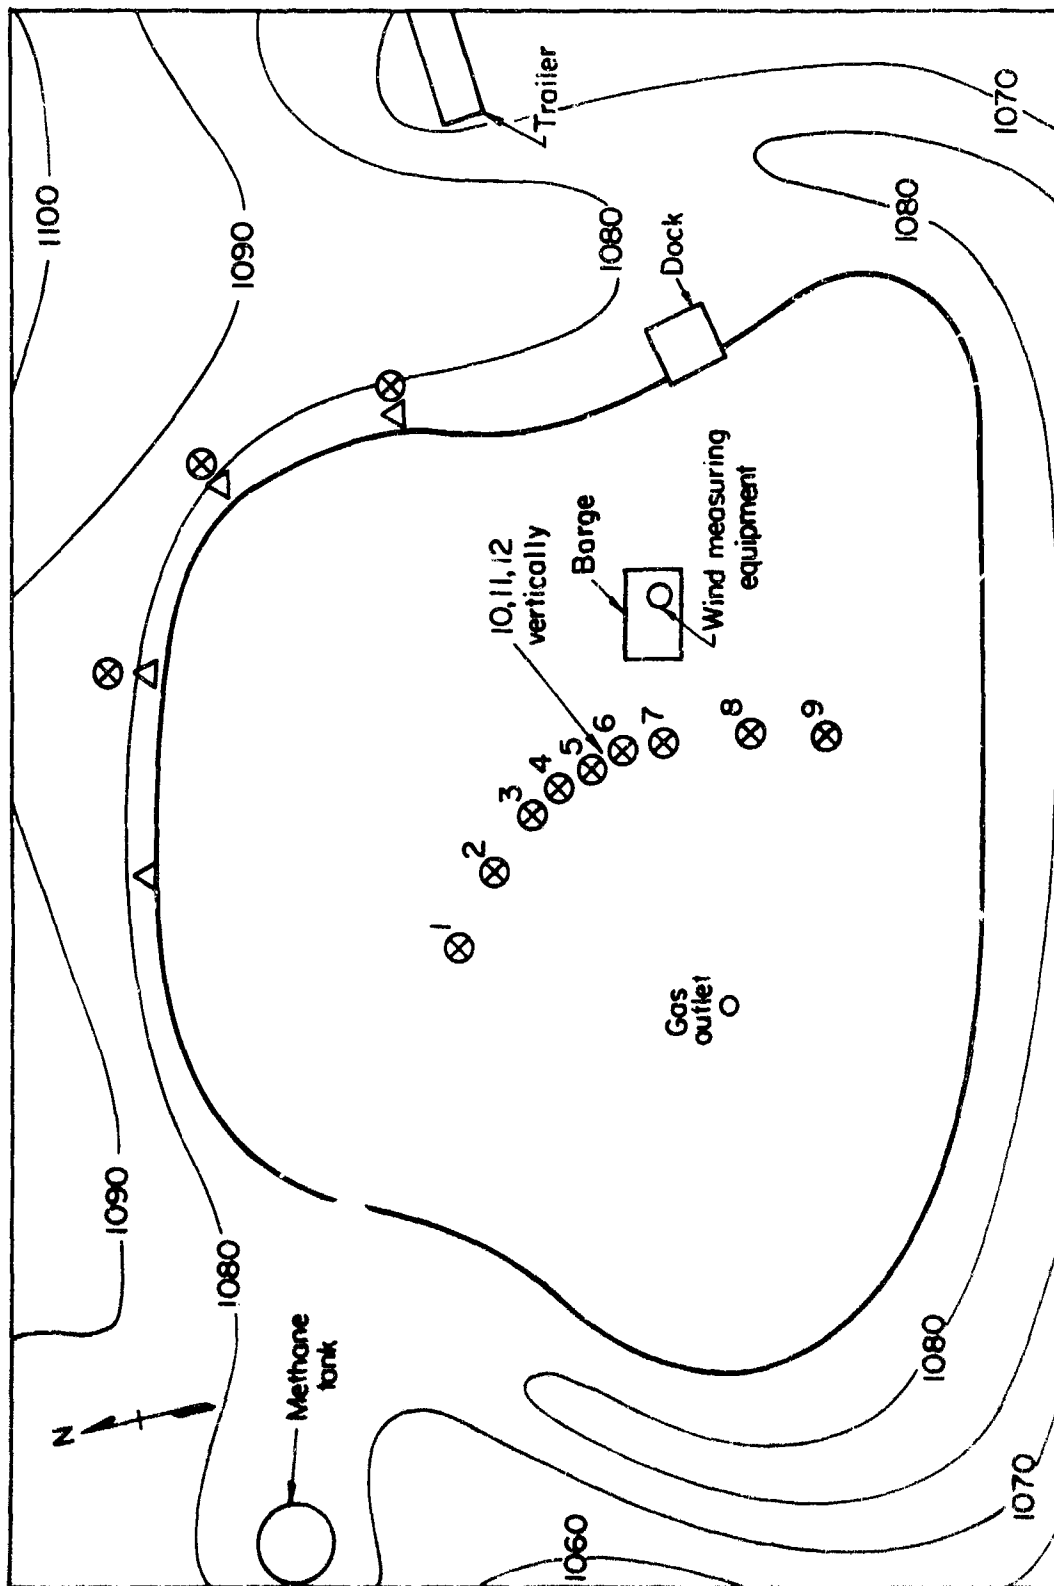 1100
1090
1080
Trailer
1070
1080
Dock
10,11,12
vertically
Barge
Wind measuring
equipment
1
2
3
4
5
6
7
8
9
Gas
outlet
1090
1080
N
Methane
tank
1060
1080
1070